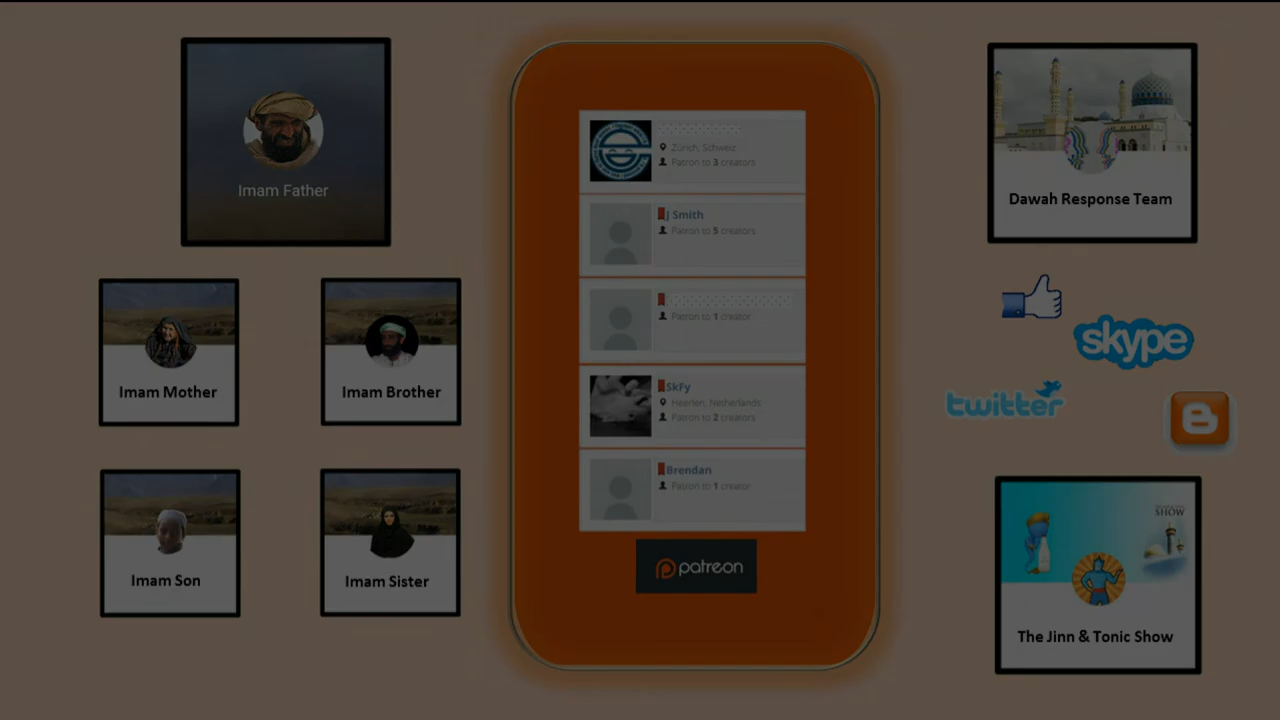 Imam Father
Imam Mother
Imam Brother
Imam Son
Imam Sister
Zürich, Schweiz
Patron to 3 creators
J Smith
Patron to 5 creators
Patron to 1 creator
SkFy
Heerlen, Netherlands
Patron to 2 creators
Brendan
Patron to 1 creator
patreon
Dawah Response Team
skype
twitter
SHOW
The Jinn & Tonic Show